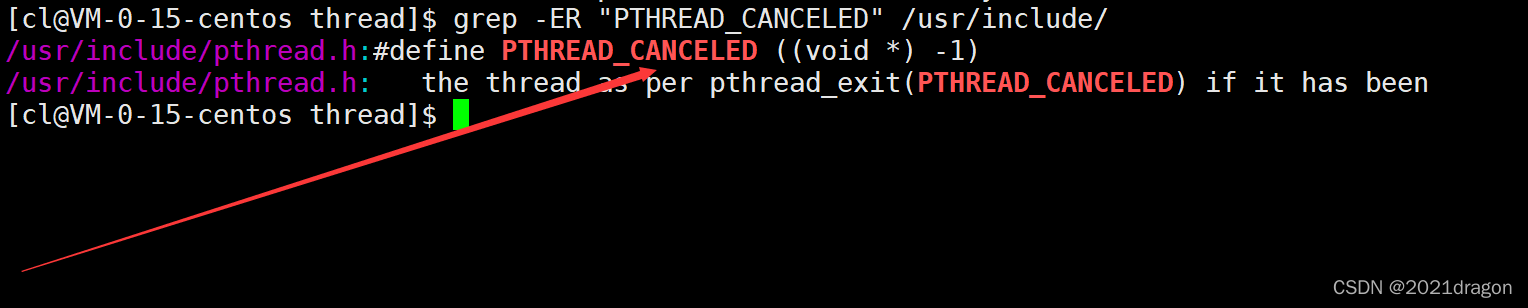 [cl@VM-0-15-centos thread]$ grep -ER "PTHREAD_CANCELED" /usr/include/
/usr/include/pthread.h:#define PTHREAD_CANCELED ((void *) -1)
/usr/include/pthread.h:   the thread as per pthread_exit(PTHREAD_CANCELED) if it has been
[cl@VM-0-15-centos thread]$
CSDN @2021dragon